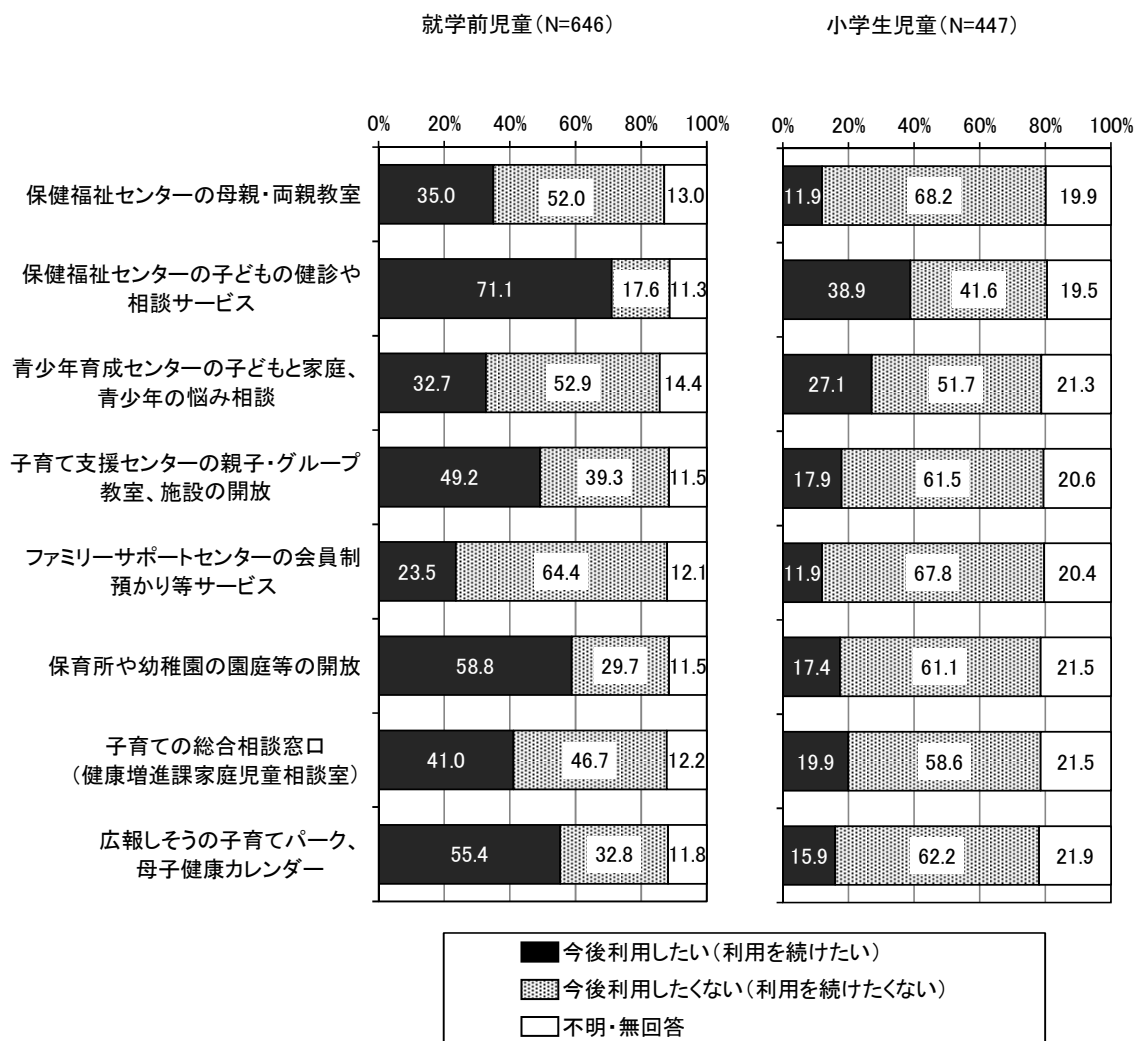 就学前児童(N=646)
小学生児童(N=447)
0% 20% 40% 60% 80% 100%
0% 20% 40% 60% 80% 100%
保健福祉センターの母親・両親教室
35.0 52.0 13.0
11.9 68.2 19.9
保健福祉センターの子どもの健診や
相談サービス
71.1 17.6 11.3
38.9 41.6 19.5
青少年育成センターの子どもと家庭、
青少年の悩み相談
32.7 52.9 14.4
27.1 51.7 21.3
子育て支援センターの親子・グループ
教室、施設の開放
49.2 39.3 11.5
17.9 61.5 20.6
ファミリーサポートセンターの会員制
預かり等サービス
23.5 64.4 12.1
11.9 67.8 20.4
保育所や幼稚園の園庭等の開放
58.8 29.7 11.5
17.4 61.1 21.5
子育ての総合相談窓口
(健康増進課家庭児童相談室)
41.0 46.7 12.2
19.9 58.6 21.5
広報しそうの子育てパーク、
母子健康カレンダー
55.4 32.8 11.8
15.9 62.2 21.9
今後利用したい(利用を続けたい)
今後利用したくない(利用を続けたくない)
不明・無回答